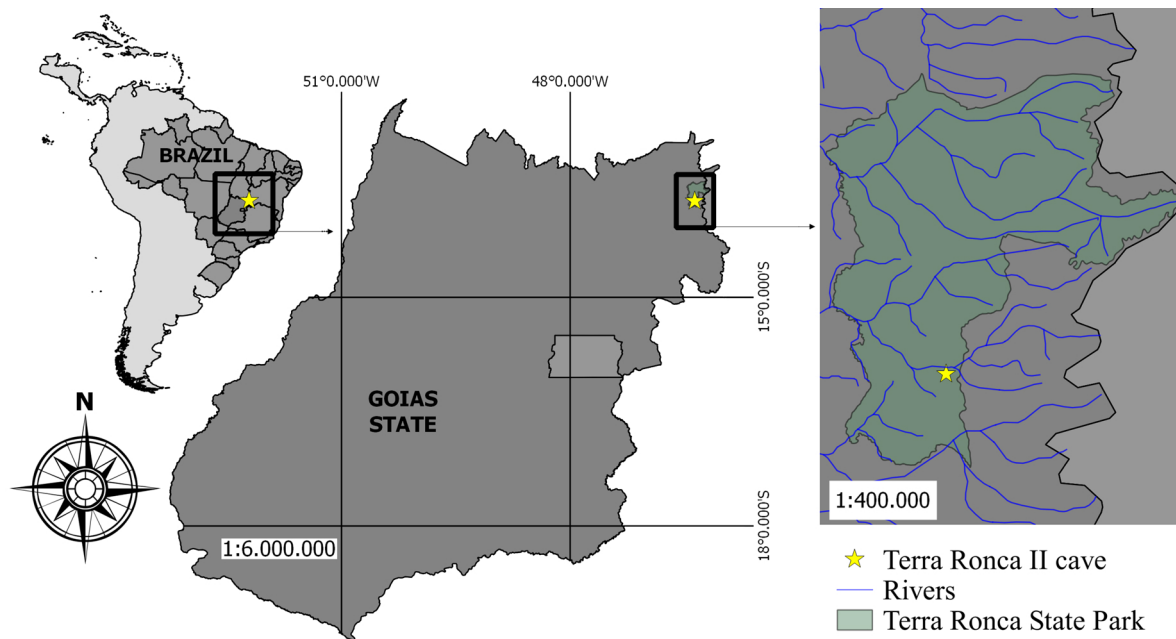 51°0.000'W
48°0.000'W
BRAZIL
15°0.000'S
GOIAS
STATE
N
18°0.000'S
1:6.000.000
1:400.000
Terra Ronca II cave
Rivers
Terra Ronca State Park